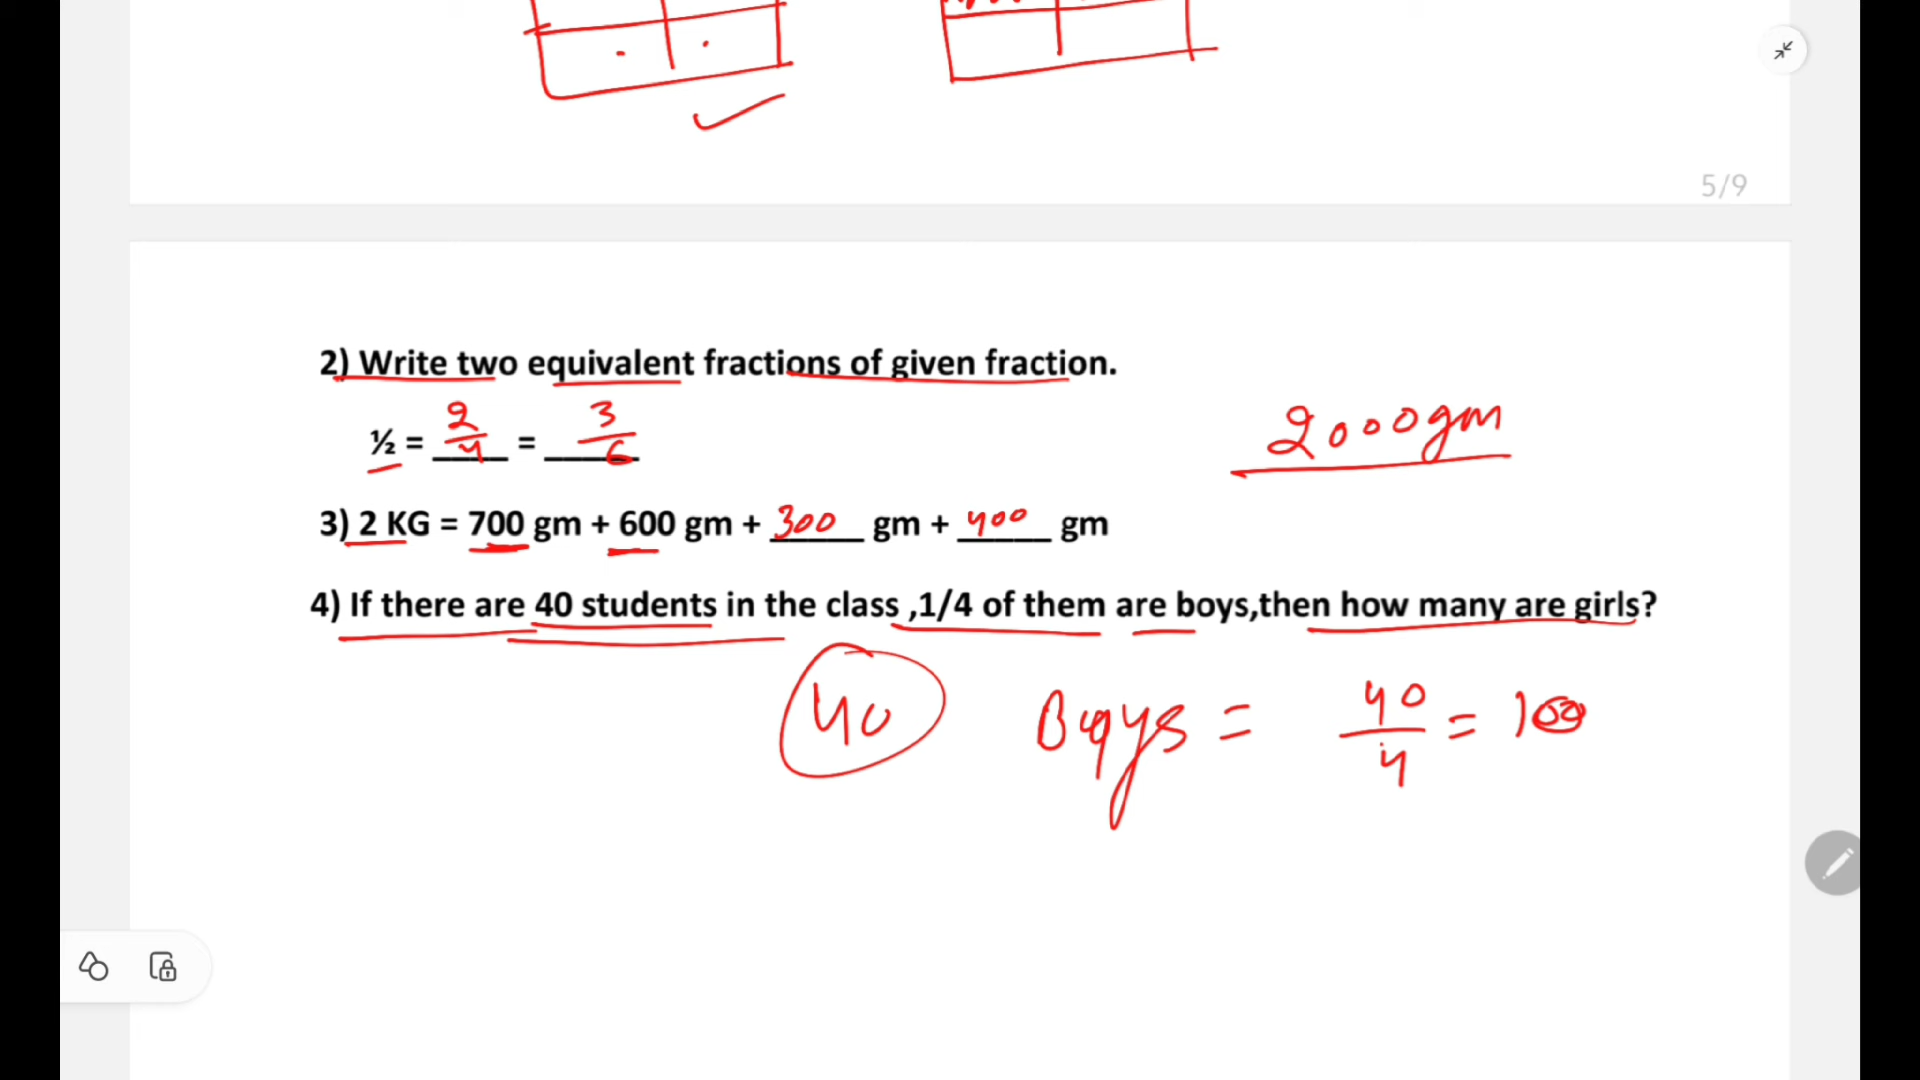 5/9
2) Write two equivalent fractions of given fraction.
½ = 2/4 = 3/6
2000gm
3) 2 KG = 700 gm + 600 gm + 300 gm + 400 gm
4) If there are 40 students in the class ,1/4 of them are boys,then how many are girls?
40 Boys = 40/4 =